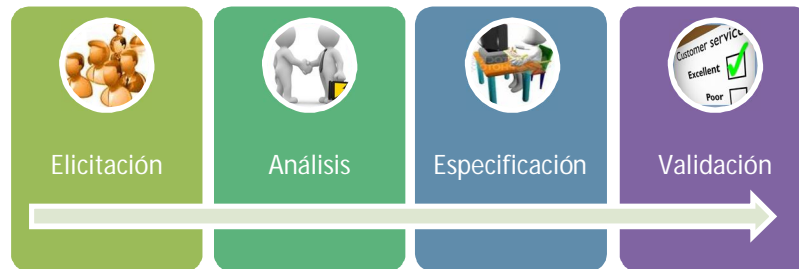 Customer service
Excellent
Poor
Elicitación
Análisis
Especificación
Validación